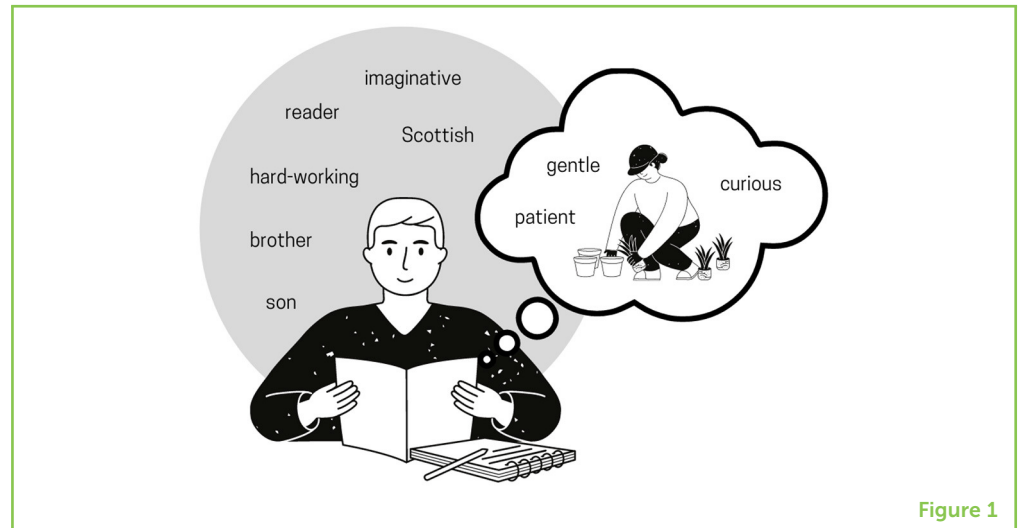 imaginative
reader
Scottish
hard-working
brother
son
gentle
curious
patient
Figure 1